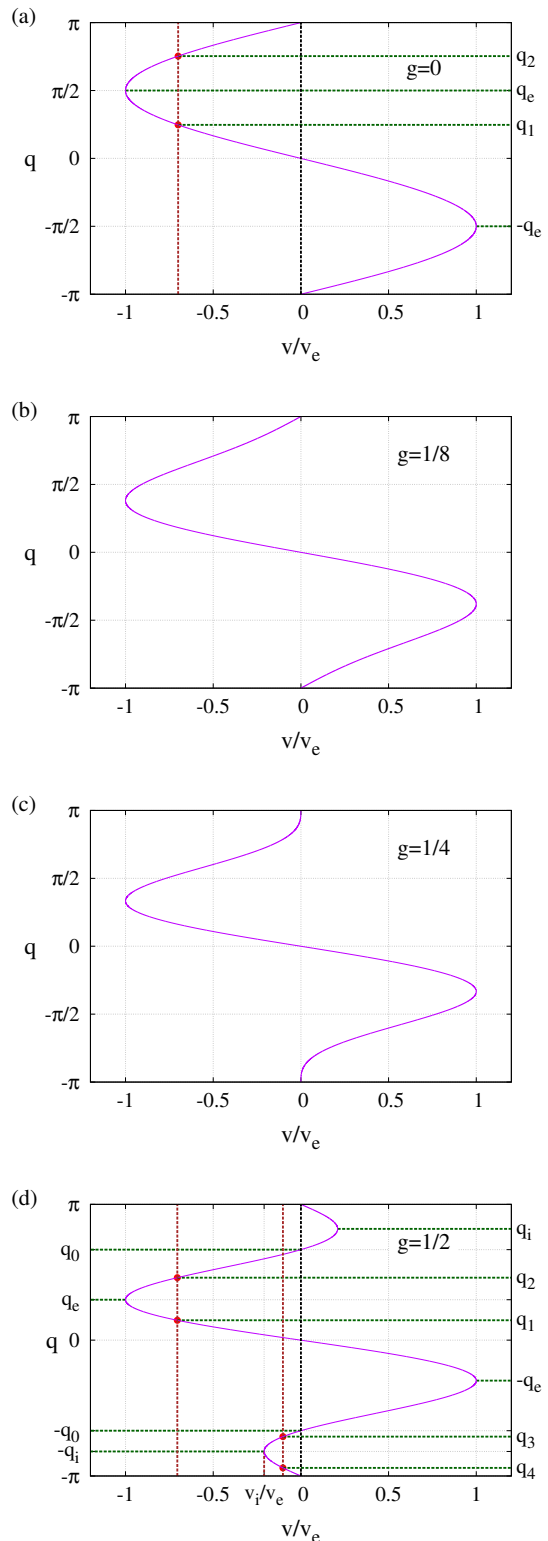 (a)
π
π/2
q 0
-π/2
-π
g=0
q₂
qₑ
q₁
-qₑ
-1 -0.5 0 0.5 1
v/vₑ
(b)
π
g=1/8
π/2
q 0
-π/2
-π
-1 -0.5 0 0.5 1
v/vₑ
(c)
π
g=1/4
π/2
q 0
-π/2
-π
-1 -0.5 0 0.5 1
v/vₑ
(d)
π
qᵢ
q₀ g=1/2
q₂
qₑ
q₁
q 0
-qₑ
-q₀
q₃
-qᵢ
q₄
-π
-1 -0.5 vᵢ/vₑ 0 0.5 1
v/vₑ